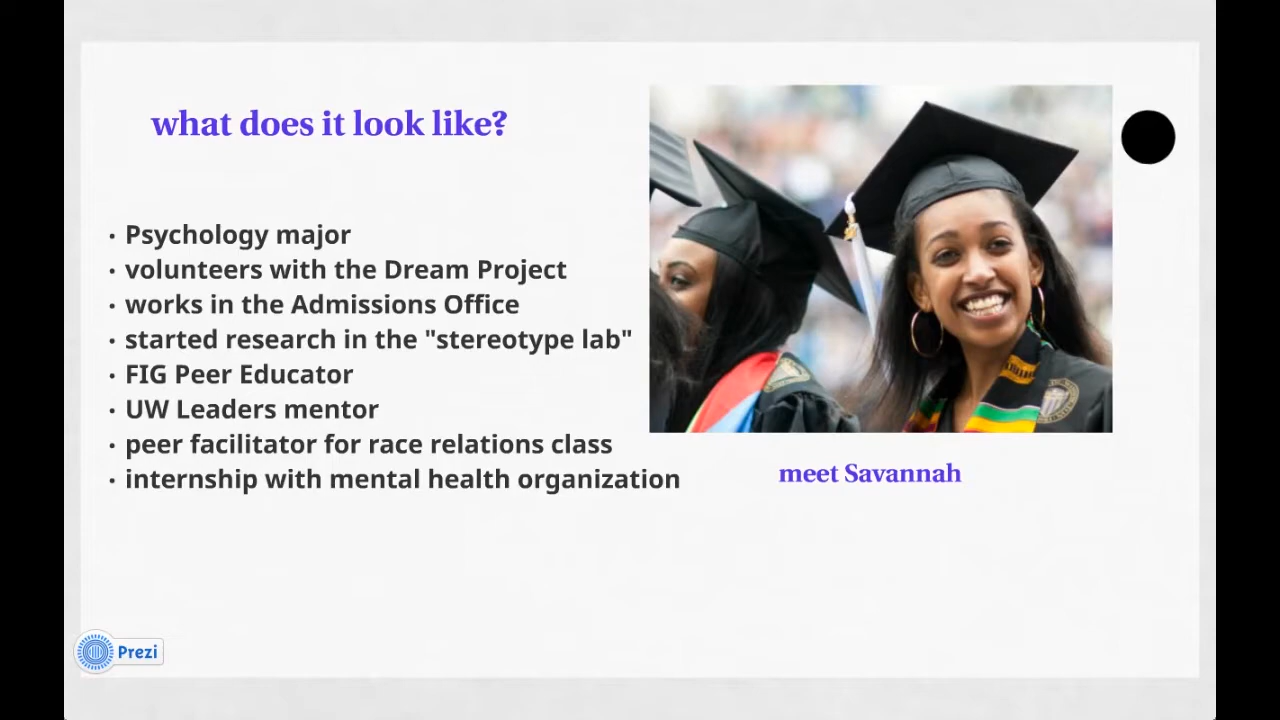 what does it look like?
· Psychology major
· volunteers with the Dream Project
· works in the Admissions Office
· started research in the "stereotype lab"
· FIG Peer Educator
· UW Leaders mentor
· peer facilitator for race relations class
· internship with mental health organization
meet Savannah
Prezi